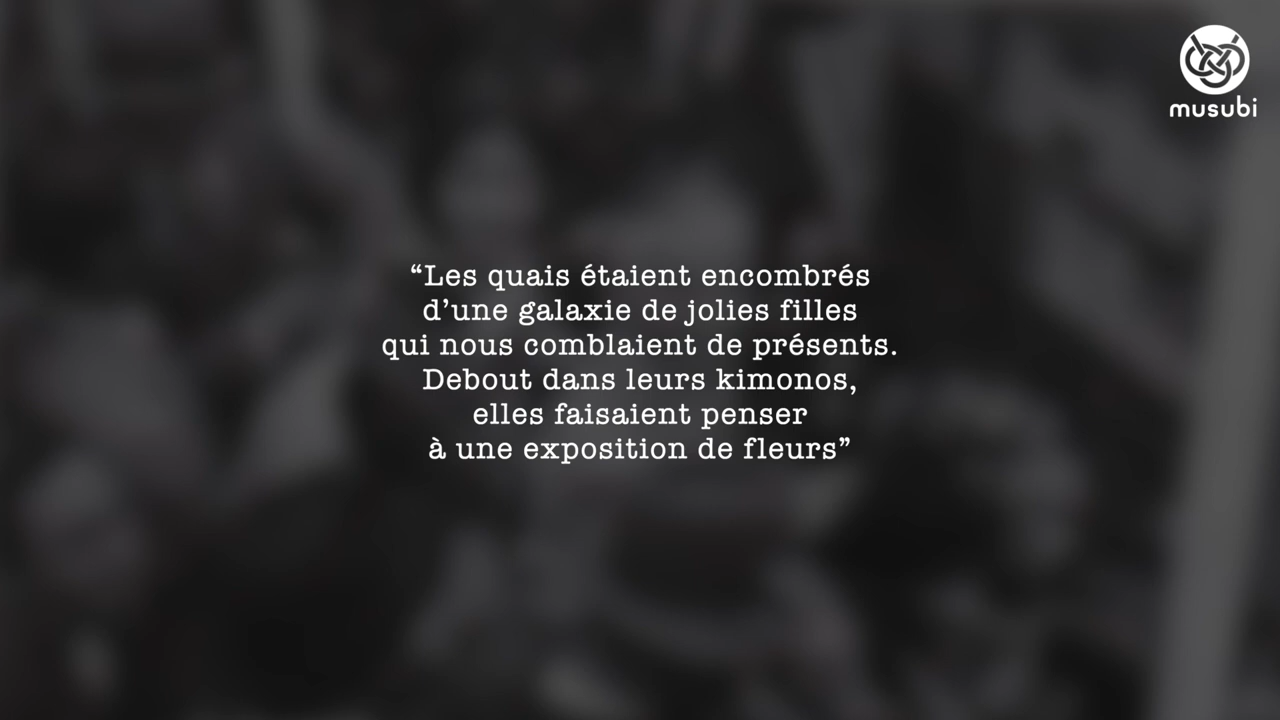 musubi
“Les quais étaient encombrés
d’une galaxie de jolies filles
qui nous comblaient de présents.
Debout dans leurs kimonos,
elles faisaient penser
à une exposition de fleurs”